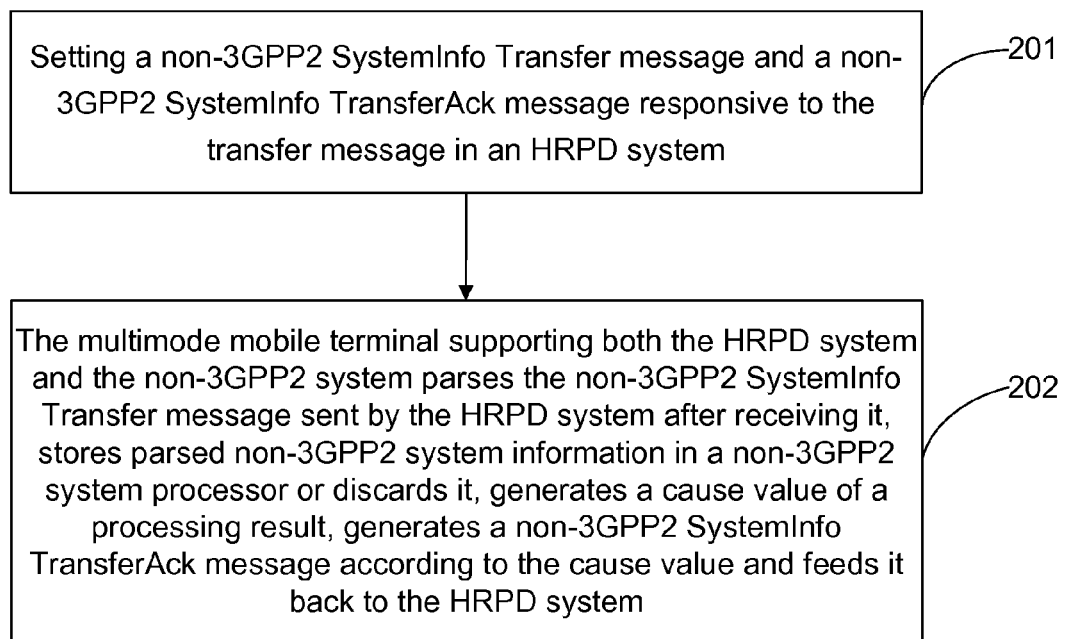 Setting a non-3GPP2 SystemInfo Transfer message and a non-
3GPP2 SystemInfo TransferAck message responsive to the
transfer message in an HRPD system
201
The multimode mobile terminal supporting both the HRPD system
and the non-3GPP2 system parses the non-3GPP2 SystemInfo
Transfer message sent by the HRPD system after receiving it,
stores parsed non-3GPP2 system information in a non-3GPP2
system processor or discards it, generates a cause value of a
processing result, generates a non-3GPP2 SystemInfo
TransferAck message according to the cause value and feeds it
back to the HRPD system
202